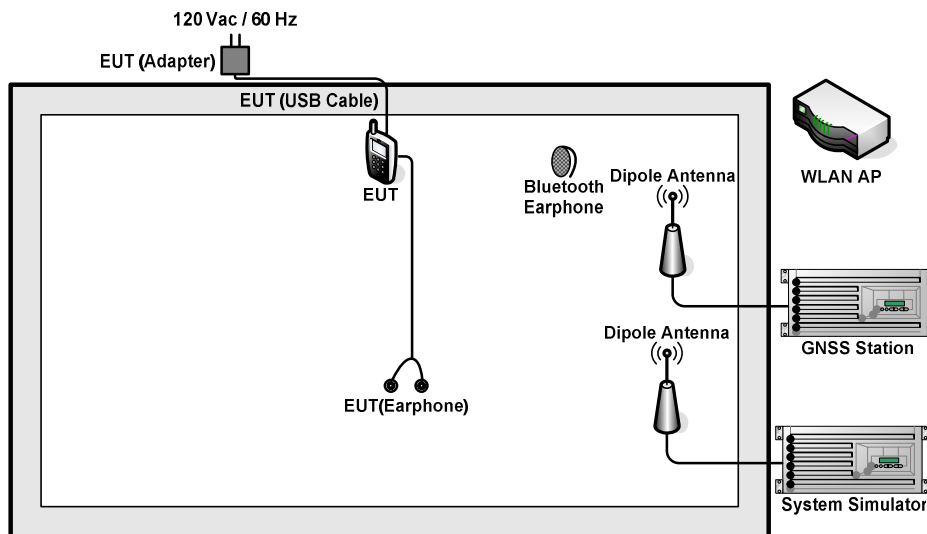 120 Vac / 60 Hz
EUT (Adapter)
EUT (USB Cable)
EUT
Bluetooth
Earphone
Dipole Antenna
WLAN AP
GNSS Station
Dipole Antenna
EUT(Earphone)
System Simulator